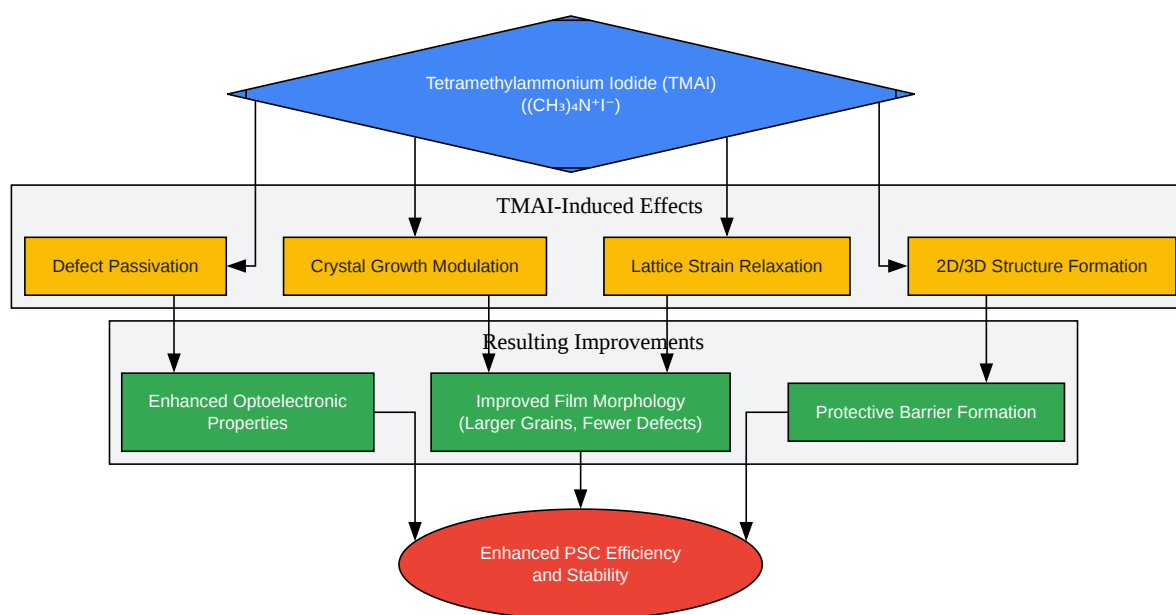 Tetramethylammonium Iodide (TMAI)
((CH₃)₄N⁺I⁻)
TMAI-Induced Effects
Defect Passivation
Crystal Growth Modulation
Lattice Strain Relaxation
2D/3D Structure Formation
Resulting Improvements
Enhanced Optoelectronic
Properties
Improved Film Morphology
(Larger Grains, Fewer Defects)
Protective Barrier Formation
Enhanced PSC Efficiency
and Stability